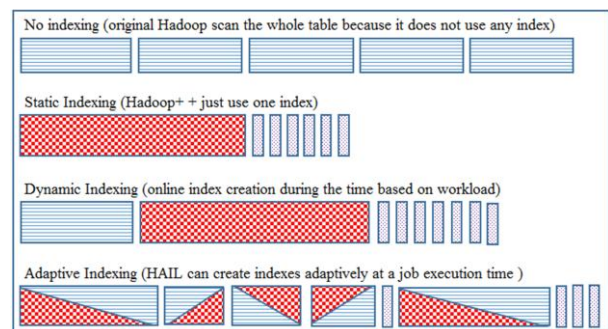 No indexing (original Hadoop scan the whole table because it does not use any index)
Static Indexing (Hadoop+ + just use one index)
Dynamic Indexing (online index creation during the time based on workload)
Adaptive Indexing (HAIL can create indexes adaptively at a job execution time )